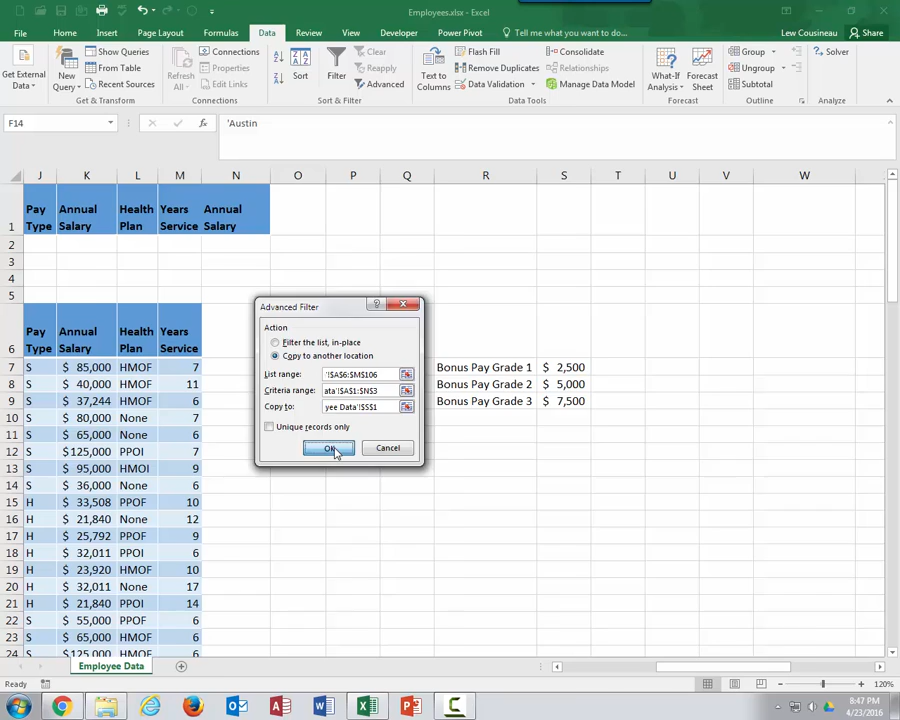 Employees.xlsx - Excel
File Home Insert Page Layout Formulas Data Review View Developer Power Pivot Tell me what you want to do... Lew Cousineau Share
Get External Data
New Query
Show Queries
From Table
Recent Sources
Get & Transform
Refresh All
Connections
Properties
Edit Links
Connections
Sort
Filter
Clear
Reapply
Advanced
Sort & Filter
Text to Columns
Flash Fill
Remove Duplicates
Data Validation
Consolidate
Relationships
Manage Data Model
Data Tools
What-If Analysis
Forecast Sheet
Forecast
Group
Ungroup
Subtotal
Outline
Solver
Analyze
F14 fx 'Austin
J K L M N O P Q R S T U V W
1 Pay Type Annual Salary Health Plan Years Service Annual Salary
2
3
4
5
6 Pay Type Annual Salary Health Plan Years Service
7 S $ 85,000 HMOF 7 Bonus Pay Grade 1 $ 2,500
8 S $ 40,000 HMOF 11 Bonus Pay Grade 2 $ 5,000
9 S $ 37,244 HMOF 6 Bonus Pay Grade 3 $ 7,500
10 S $ 80,000 None 7
11 S $ 65,000 None 6
12 S $125,000 PPOI 7
13 S $ 95,000 HMOI 9
14 S $ 36,000 None 6
15 H $ 33,508 PPOF 10
16 H $ 21,840 None 12
17 H $ 25,792 PPOF 9
18 H $ 32,011 PPOI 6
19 H $ 23,920 HMOF 10
20 H $ 32,011 None 17
21 H $ 21,840 PPOI 14
22 S $ 55,000 PPOF 6
23 S $ 65,000 HMOF 6
24 S $125,000 HMOF 6
Advanced Filter
Action
Filter the list, in-place
Copy to another location
List range: '!$A$6:$M$106
Criteria range: ata'!$A$1:$N$3
Copy to: yee Data'!$S$1
Unique records only
OK Cancel
Employee Data
Ready 120%
8:47 PM
4/23/2016